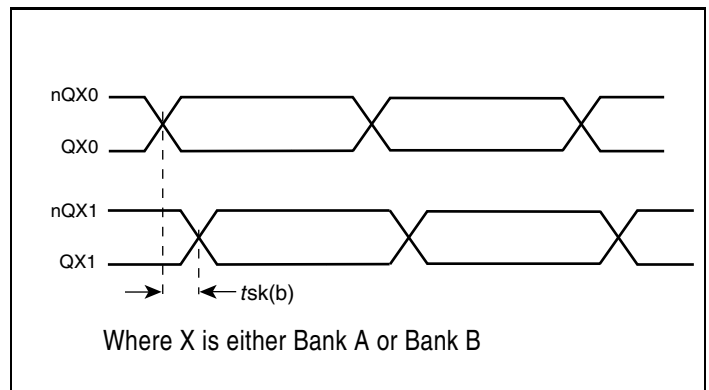 nQX0
QX0
nQX1
QX1
tsk(b)
Where X is either Bank A or Bank B